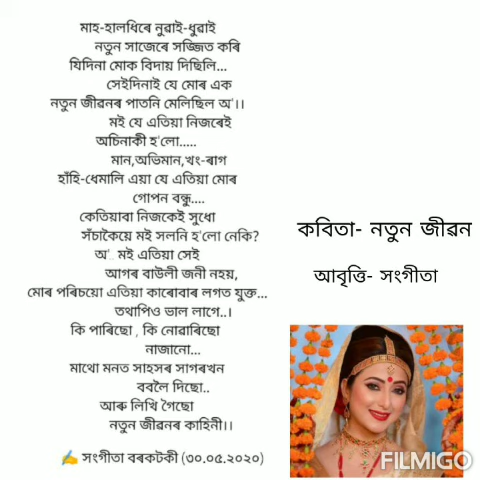 মাহ-হালধিৰে নুৱাই-ধুৱাই
নতুন সাজেৰে সজ্জিত কৰি
যিদিনা মোক বিদায় দিছিলি...
সেইদিনাই যে মোৰ এক
নতুন জীৱনৰ পাতনি মেলিছিল অ'।।
মই যে এতিয়া নিজৰেই
অচিনাকী হ'লো.....
মান,অভিমান,খং-ৰাগ
হাঁহি-ধেমালি এয়া যে এতিয়া মোৰ
গোপন বন্ধু....
কেতিয়াবা নিজকেই সুধো
সঁচাকৈয়ে মই সলনি হ'লো নেকি?
অ'.. মই এতিয়া সেই
আগৰ বাউলী জনী নহয়,
মোৰ পৰিচয়ো এতিয়া কাৰোবাৰ লগত যুক্ত...
তথাপিও ভাল লাগে..।
কি পাৰিছো , কি নোৱাৰিছো
নাজানো...
মাথো মনত সাহসৰ সাগৰখন
ববলৈ দিছো..
আৰু লিখি গৈছো
নতুন জীৱনৰ কাহিনী।।
✍️ সংগীতা বৰকটকী (৩০.০৫.২০২০)
কবিতা- নতুন জীৱন
আবৃত্তি- সংগীতা
FILMIGO